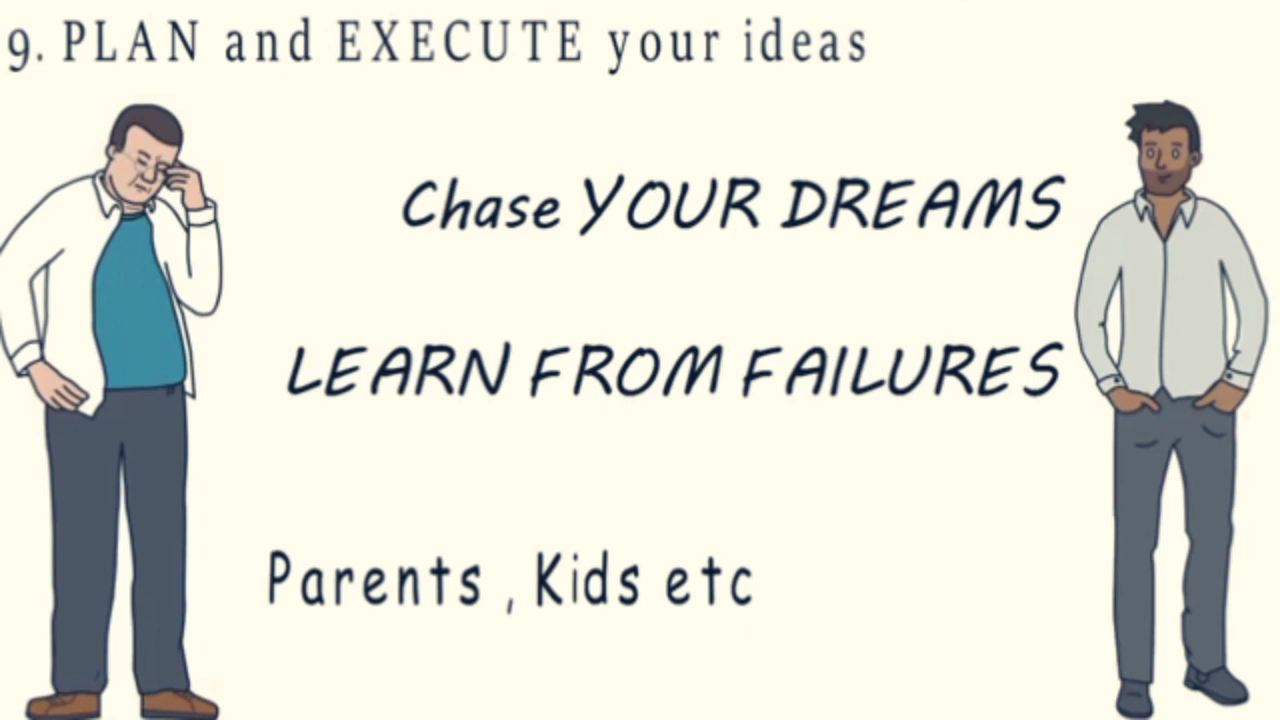 9. PLAN and EXECUTE your ideas
Chase YOUR DREAMS
LEARN FROM FAILURES
Parents , Kids etc